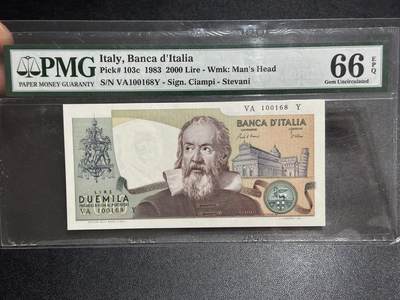 PMG
PAPER MONEY GUARANTY
Italy, Banca d'Italia
Pick# 103c 1983 2000 Lire - Wmk: Man's Head
S/N VA100168Y - Sign. Ciampi - Stevani
66 EPQ
Gem Uncirculated
VA 100168 Y
BANCA D'ITALIA
LIRE
DUEMILA
VA 100168 Y